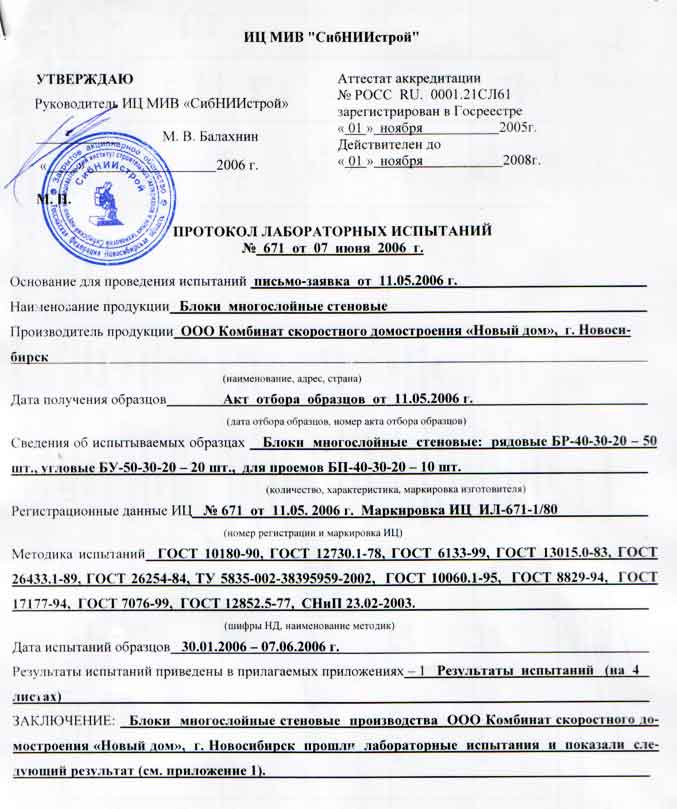 ИЦ МИВ "СибНИИстрой"
УТВЕРЖДАЮ
Руководитель ИЦ МИВ «СибНИИстрой»
М. В. Балахнин
« 2006 г.
М. П.
СибНИИстрой
Закрытое акционерное общество
Аттестат аккредитации
№ РОСС RU. 0001.21СЛ61
зарегистрирован в Госреестре
« 01 » ноября 2005г.
Действителен до
« 01 » ноября 2008г.
ПРОТОКОЛ ЛАБОРАТОРНЫХ ИСПЫТАНИЙ
№ 671 от 07 июня 2006 г.
Основание для проведения испытаний письмо-заявка от 11.05.2006 г.
Наименование продукции Блоки многослойные стеновые
Производитель продукции ООО Комбинат скоростного домостроения «Новый дом», г. Новоси-
бирск
(наименование, адрес, страна)
Дата получения образцов Акт отбора образцов от 11.05.2006 г.
(дата отбора образцов, номер акта отбора образцов)
Сведения об испытываемых образцах Блоки многослойные стеновые: рядовые БР-40-30-20 – 50
шт., угловые БУ-50-30-20 – 20 шт., для проемов БП-40-30-20 – 10 шт.
(количество, характеристика, маркировка изготовителя)
Регистрационные данные ИЦ № 671 от 11.05. 2006 г. Маркировка ИЦ ИЛ-671-1/80
(номер регистрации и маркировка ИЦ)
Методика испытаний ГОСТ 10180-90, ГОСТ 12730.1-78, ГОСТ 6133-99, ГОСТ 13015.0-83, ГОСТ
26433.1-89, ГОСТ 26254-84, ТУ 5835-002-38395959-2002, ГОСТ 10060.1-95, ГОСТ 8829-94, ГОСТ
17177-94, ГОСТ 7076-99, ГОСТ 12852.5-77, СНиП 23.02-2003.
(шифры НД, наименование методик)
Дата испытаний образцов 30.01.2006 – 07.06.2006 г.
Результаты испытаний приведены в прилагаемых приложениях – 1 Результаты испытаний (на 4
листах)
ЗАКЛЮЧЕНИЕ: Блоки многослойные стеновые производства ООО Комбинат скоростного до-
мостроения «Новый дом», г. Новосибирск прошли лабораторные испытания и показали сле-
дующий результат (см. приложение 1).